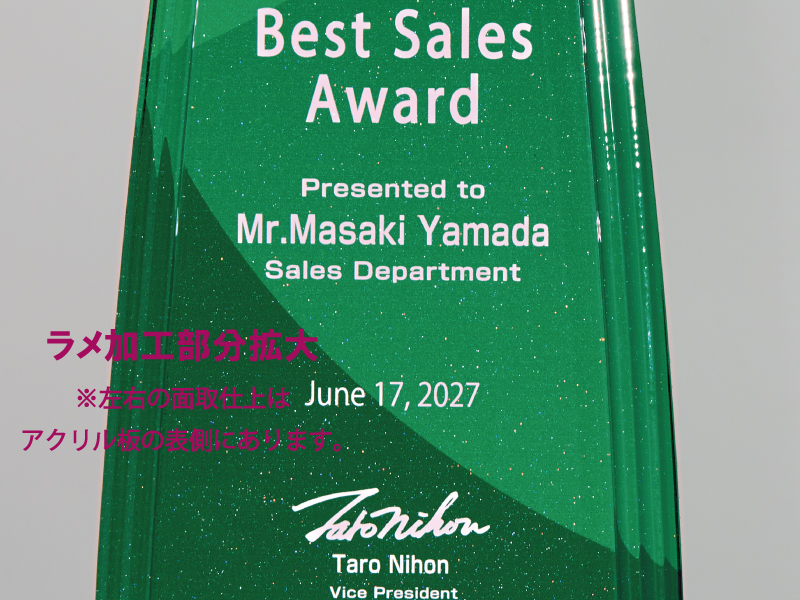 Best Sales
Award
Presented to
Mr.Masaki Yamada
Sales Department
ラメ加工部分拡大
※左右の面取仕上は
アクリル板の表側にあります。
June 17, 2027
Taro Nihon
Taro Nihon
Vice President